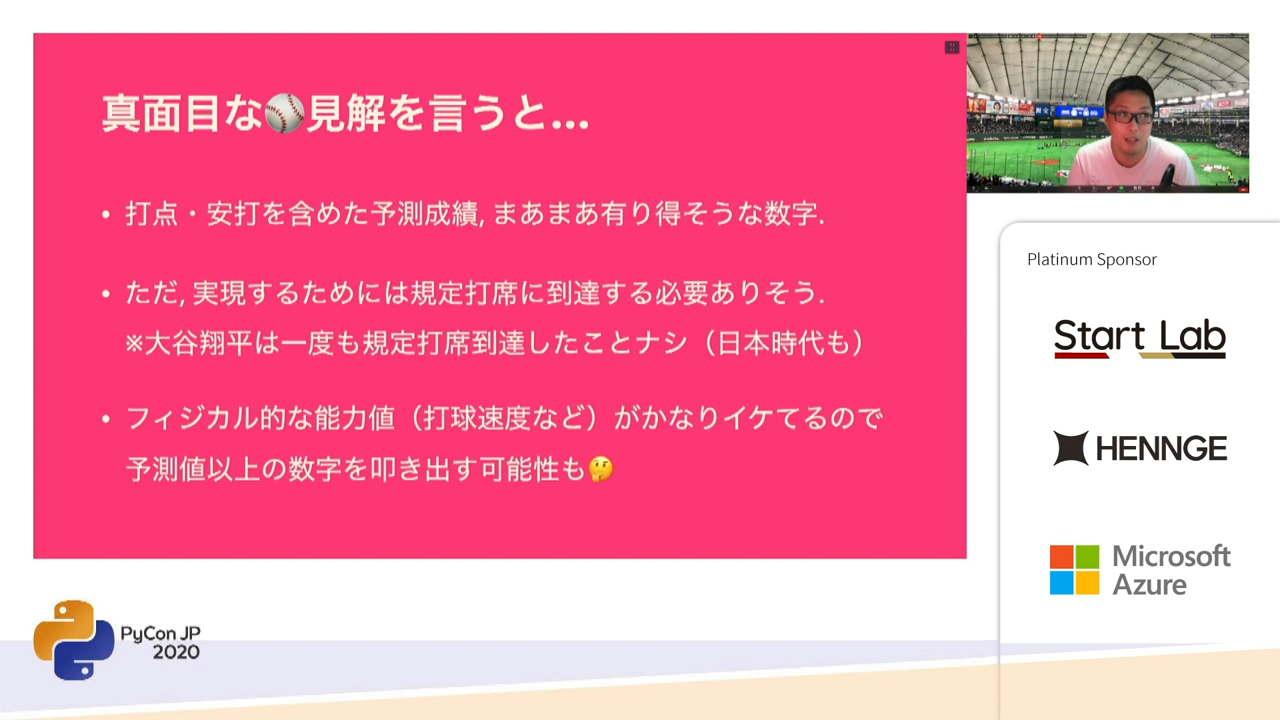 真面目な⚾見解を言うと...
• 打点・安打を含めた予測成績, まあまあ有り得そうな数字.
• ただ, 実現するためには規定打席に到達する必要ありそう.
※大谷翔平は一度も規定打席到達したことナシ（日本時代も）
• フィジカル的な能力値（打球速度など）がかなりイケてるので
予測値以上の数字を叩き出す可能性も🤔
Platinum Sponsor
Start Lab
HENNGE
Microsoft
Azure
PyCon JP
2020